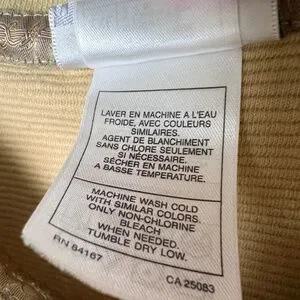 LAVER EN MACHINE A L'EAU
FROIDE, AVEC COULEURS
SIMILAIRES.
AGENT DE BLANCHIMENT
SANS CHLORE SEULEMENT
SI NÉCESSAIRE.
SÉCHER EN MACHINE
A BASSE TEMPERATURE.
MACHINE WASH COLD
WITH SIMILAR COLORS.
ONLY NON-CHLORINE
BLEACH
WHEN NEEDED.
TUMBLE DRY LOW.
RN 84167
CA 25083